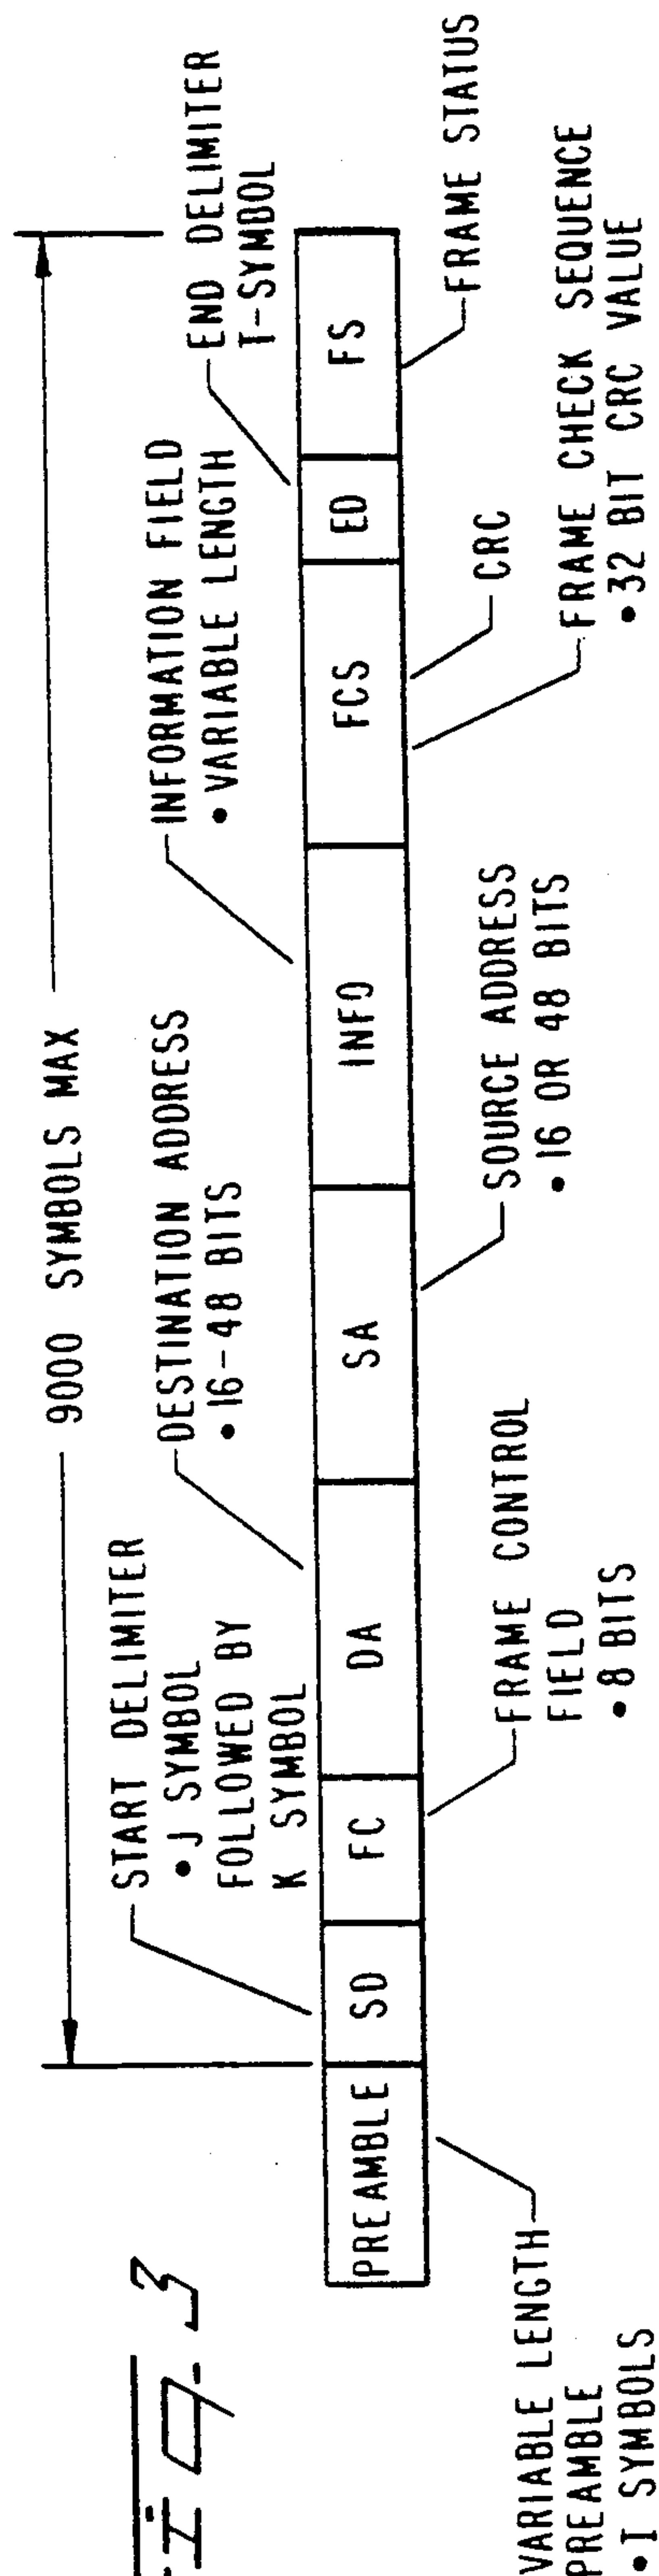 9000 SYMBOLS MAX
START DELIMITER
• J SYMBOL
FOLLOWED BY
K SYMBOL
DESTINATION ADDRESS
• 16-48 BITS
INFORMATION FIELD
• VARIABLE LENGTH
END DELIMITER
T-SYMBOL
PREAMBLE SD FC DA SA INFO FCS ED FS
VARIABLE LENGTH
PREAMBLE
• I SYMBOLS
FRAME CONTROL
FIELD
• 8 BITS
SOURCE ADDRESS
• 16 OR 48 BITS
CRC
FRAME CHECK SEQUENCE
• 32 BIT CRC VALUE
FRAME STATUS
Fig. 3